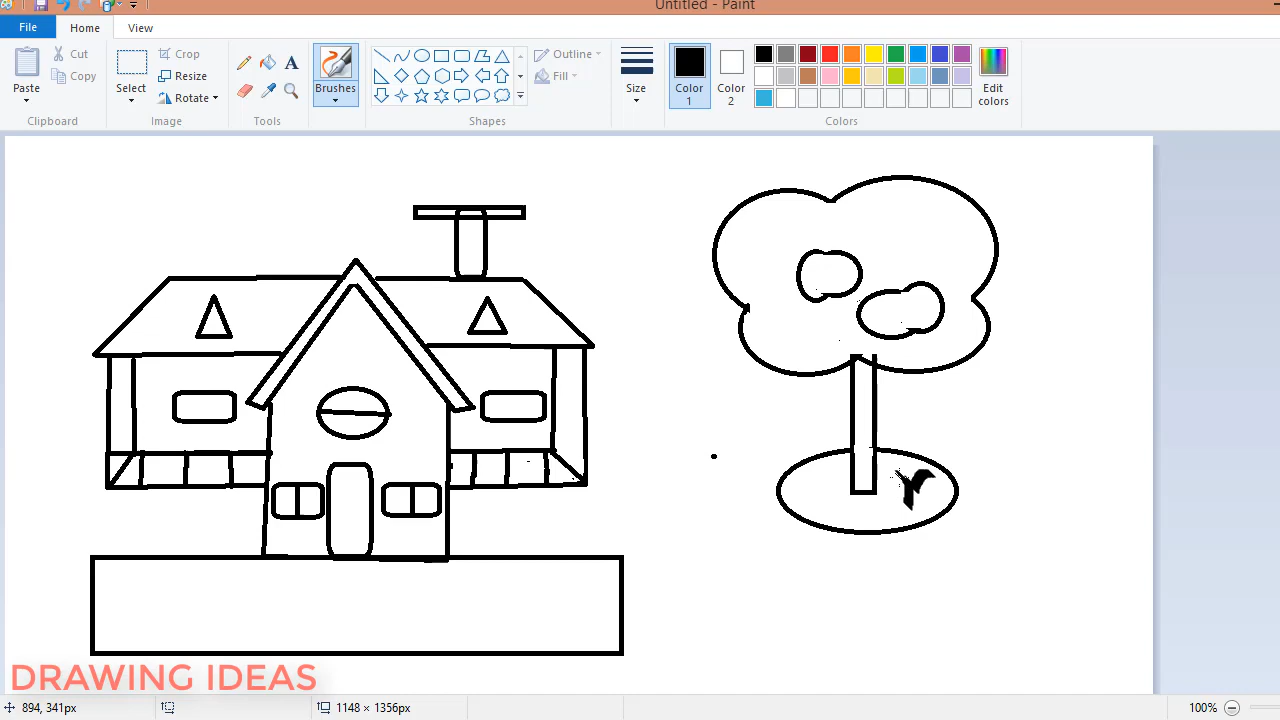 Untitled - Paint
File
Home
View
Cut
Copy
Paste
Clipboard
Select
Crop
Resize
Rotate
Image
A
Tools
Brushes
Outline
Fill
Shapes
Size
Color
1
Color
2
Edit
colors
Colors
DRAWING IDEAS
894, 341px
1148 × 1356px
100%